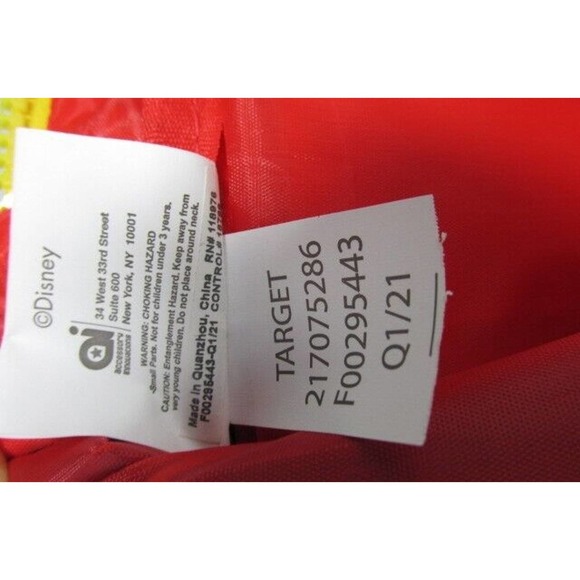 ©Disney
ai
accessory
innovations
34 West 33rd Street
Suite 600
New York, NY 10001
WARNING: CHOKING HAZARD
-Small Parts. Not for children under 3 years.
CAUTION: Entanglement Hazard. Keep away from
very young children. Do not place around neck.
Made in Quanzhou, China RN# 118978
F00295443-Q1/21 CONTROL#
TARGET
217075286
F00295443
Q1/21